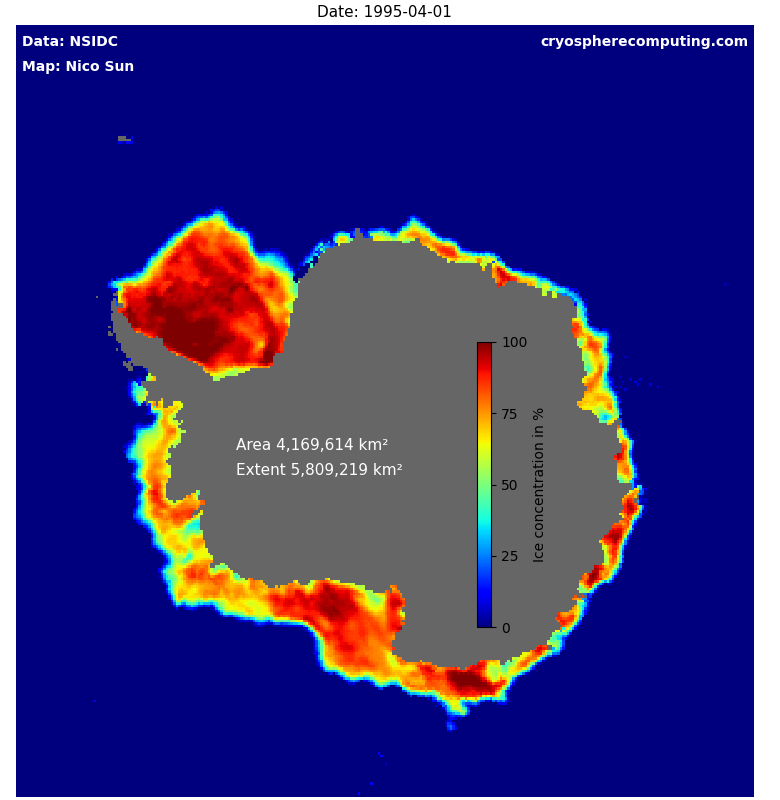 Date: 1995-04-01
Data: NSIDC
cryospherecomputing.com
Map: Nico Sun
100
75
50
25
0
Ice concentration in %
Area 4,169,614 km²
Extent 5,809,219 km²